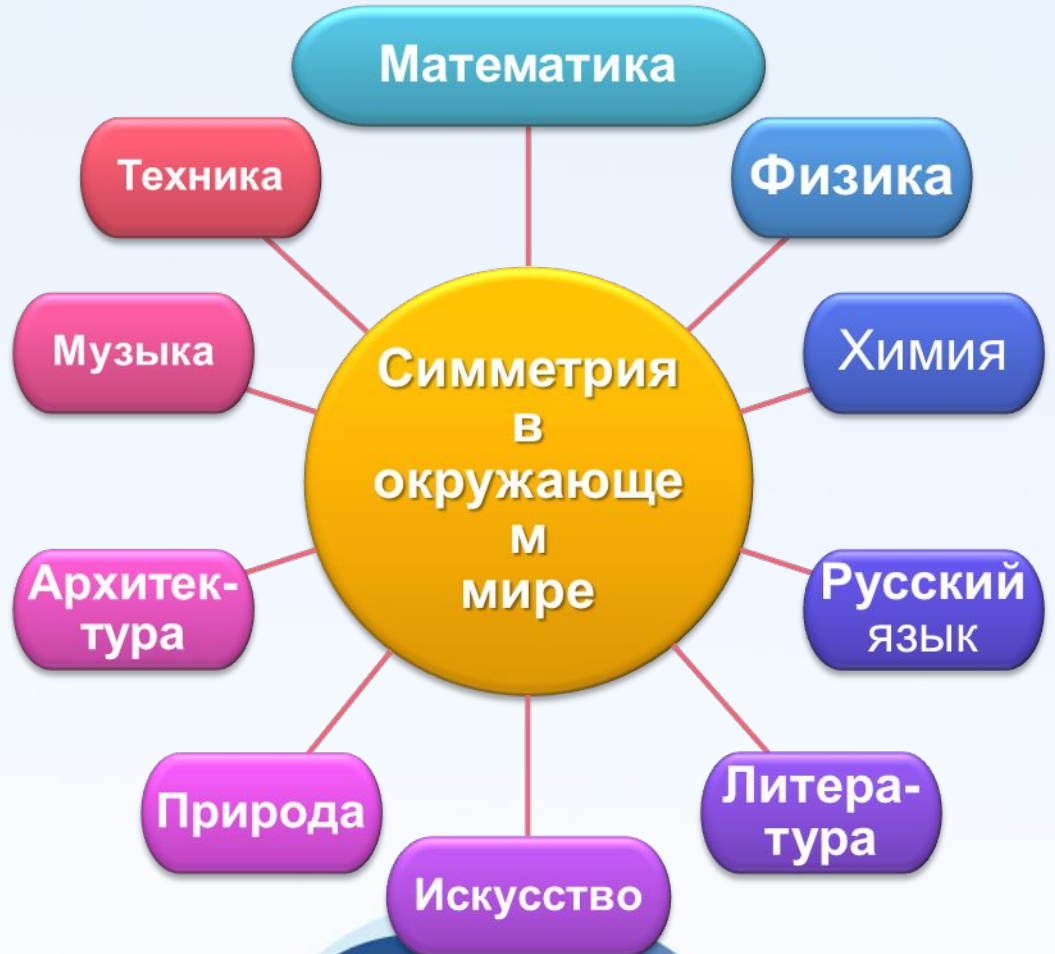 Математика
Техника
Физика
Музыка
Химия
Симметрия
в
окружающе
м
мире
Архитек-
тура
Русский
язык
Природа
Литера-
тура
Искусство